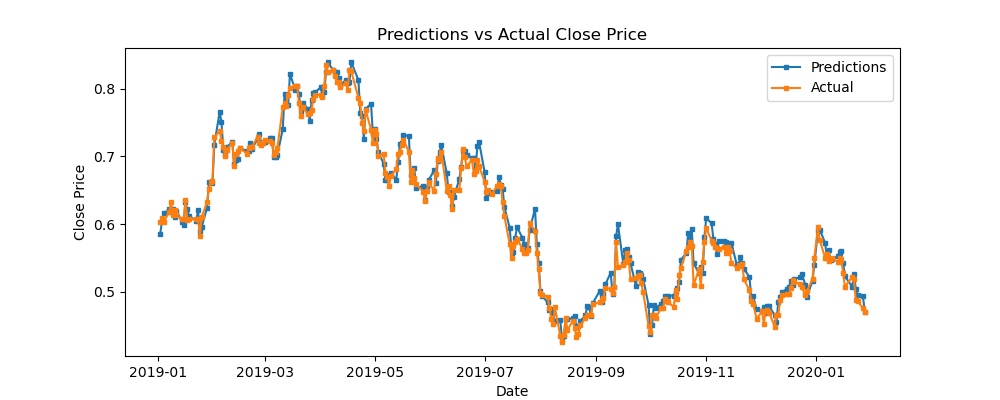 Predictions vs Actual Close Price
Predictions
Actual
Close Price
0.8
0.7
0.6
0.5
2019-01 2019-03 2019-05 2019-07 2019-09 2019-11 2020-01
Date